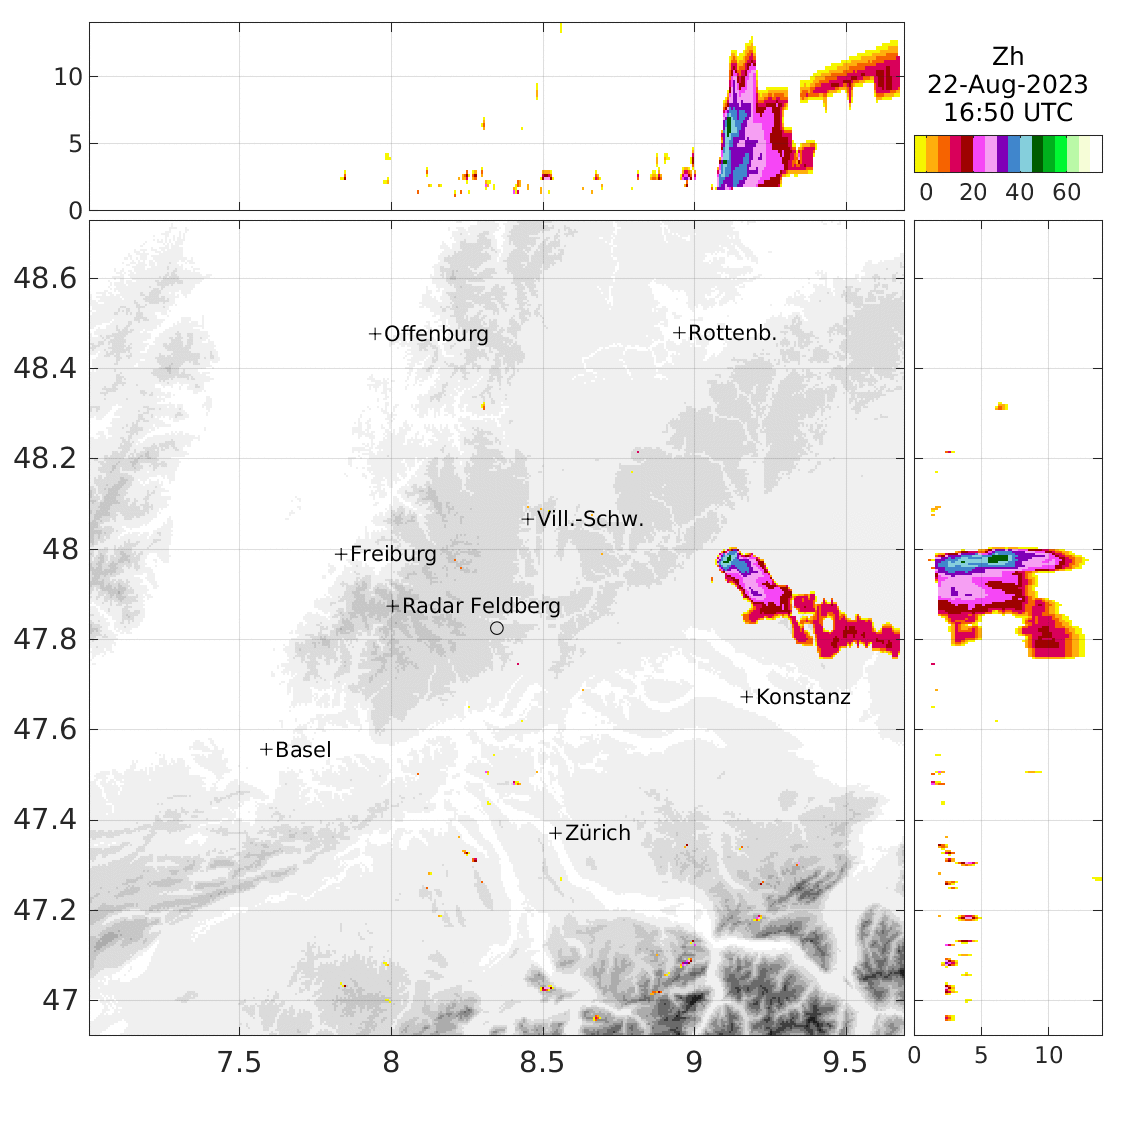 10
5
0
Zh
22-Aug-2023
16:50 UTC
0 20 40 60
48.6
48.4
48.2
48
47.8
47.6
47.4
47.2
47
+Offenburg
+Rottenb.
+Vill.-Schw.
+Freiburg
+Radar Feldberg
+Konstanz
+Basel
+Zürich
7.5 8 8.5 9 9.5
0 5 10